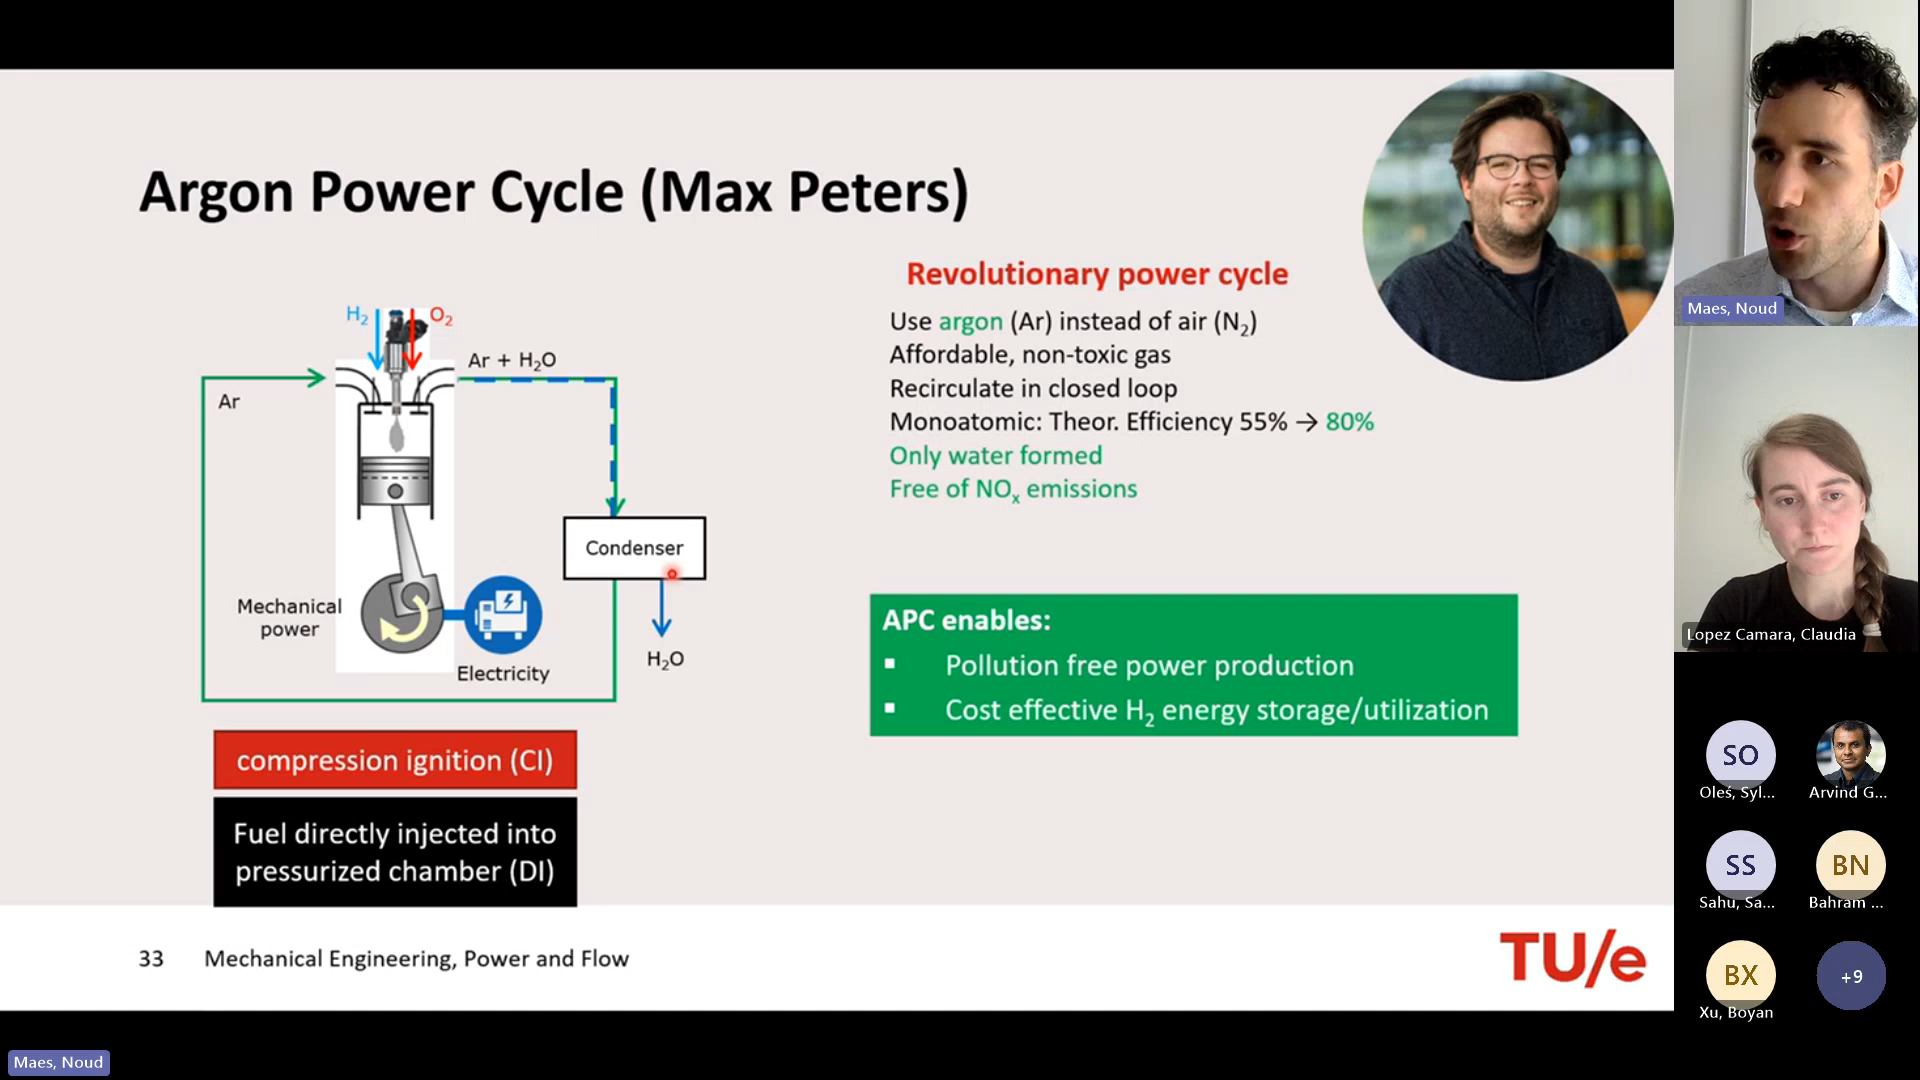 Argon Power Cycle (Max Peters)
H₂
O₂
Ar + H₂O
Ar
Condenser
Mechanical
power
Electricity
H₂O
compression ignition (CI)
Fuel directly injected into
pressurized chamber (DI)
Revolutionary power cycle
Use argon (Ar) instead of air (N₂)
Affordable, non-toxic gas
Recirculate in closed loop
Monoatomic: Theor. Efficiency 55% → 80%
Only water formed
Free of NOₓ emissions
APC enables:
▪ Pollution free power production
▪ Cost effective H₂ energy storage/utilization
33 Mechanical Engineering, Power and Flow
TU/e
Maes, Noud
Maes, Noud
Lopez Camara, Claudia
SO
Oleś, Syl...
Arvind G...
SS
Sahu, Sa...
BN
Bahram ...
BX
Xu, Boyan
+9